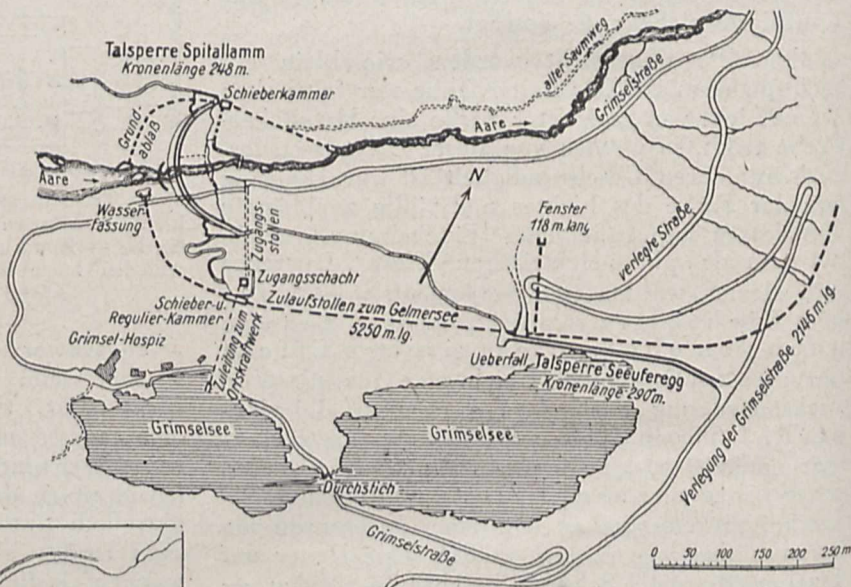 Talsperre Spitallamm
Kronenlänge 248 m.
Schieberkammer
Grund-
ablaß
Aare
alter Saumweg
Aare
Grimselstraße
N
Wasser-
fassung
Zugangs-
stollen
Fenster
118 m. lang
verlegte Straße
Zugangsschacht
Schieber- u.
Regulier-Kammer
Zulaufstollen zum Gelmersee
5250 m. lg.
Grimsel-Hospiz
Zuleitung zum
Ortskraftwerk
Ueberfall
Talsperre Seeuferegg
Kronenlänge 290 m.
Verlegung der Grimselstraße 2146 m. lg.
Grimselsee
Grimselsee
Durchstich
Grimselstraße
0 50 100 150 200 250 m